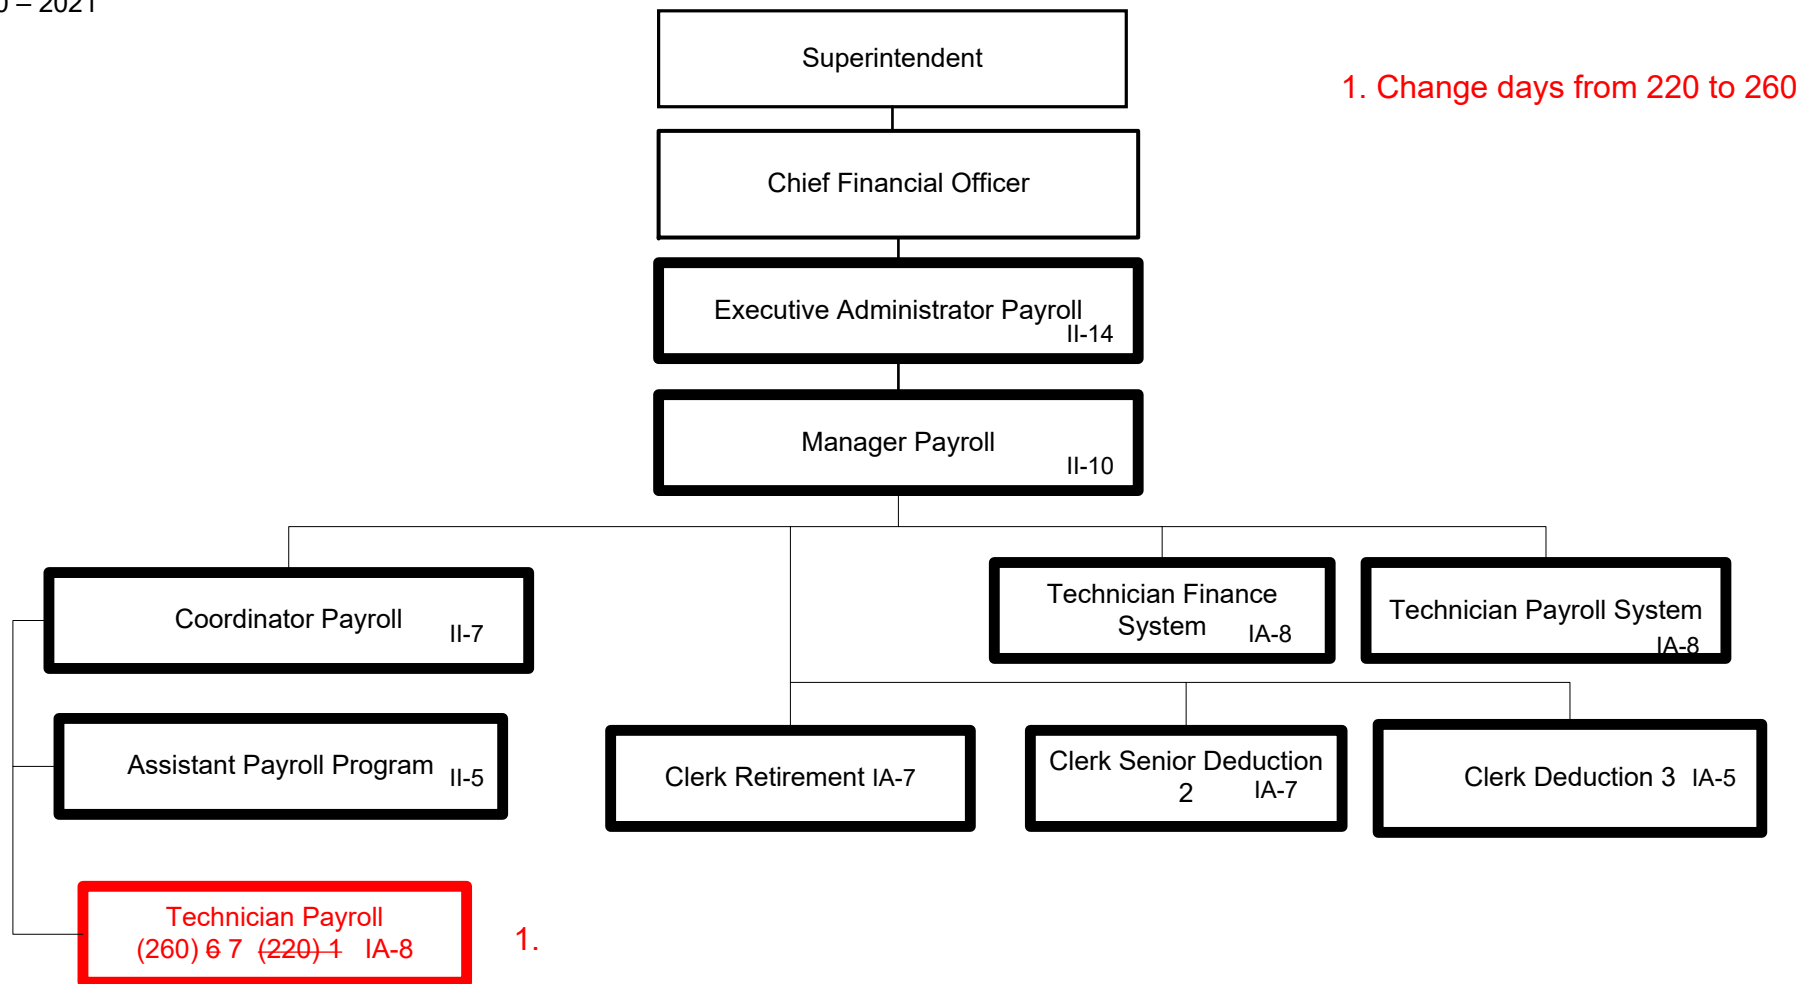 – 2021
Superintendent
1. Change days from 220 to 260
Chief Financial Officer
Executive Administrator Payroll
II-14
Manager Payroll
II-10
Coordinator Payroll
II-7
Technician Finance
System IA-8
Technician Payroll System
IA-8
Assistant Payroll Program
II-5
Clerk Retirement IA-7
Clerk Senior Deduction
2 IA-7
Clerk Deduction 3 IA-5
Technician Payroll
(260) 6 7 (220) 1 IA-8
1.